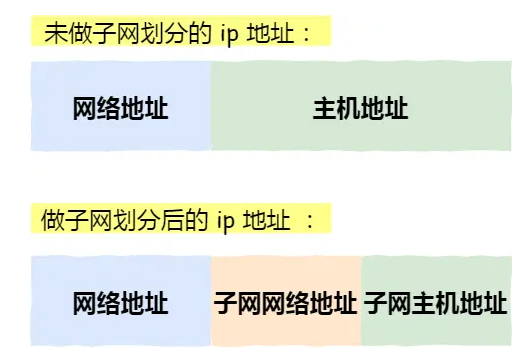 未做子网划分的 ip 地址：
网络地址 主机地址
做子网划分后的 ip 地址 ：
网络地址 子网网络地址 子网主机地址